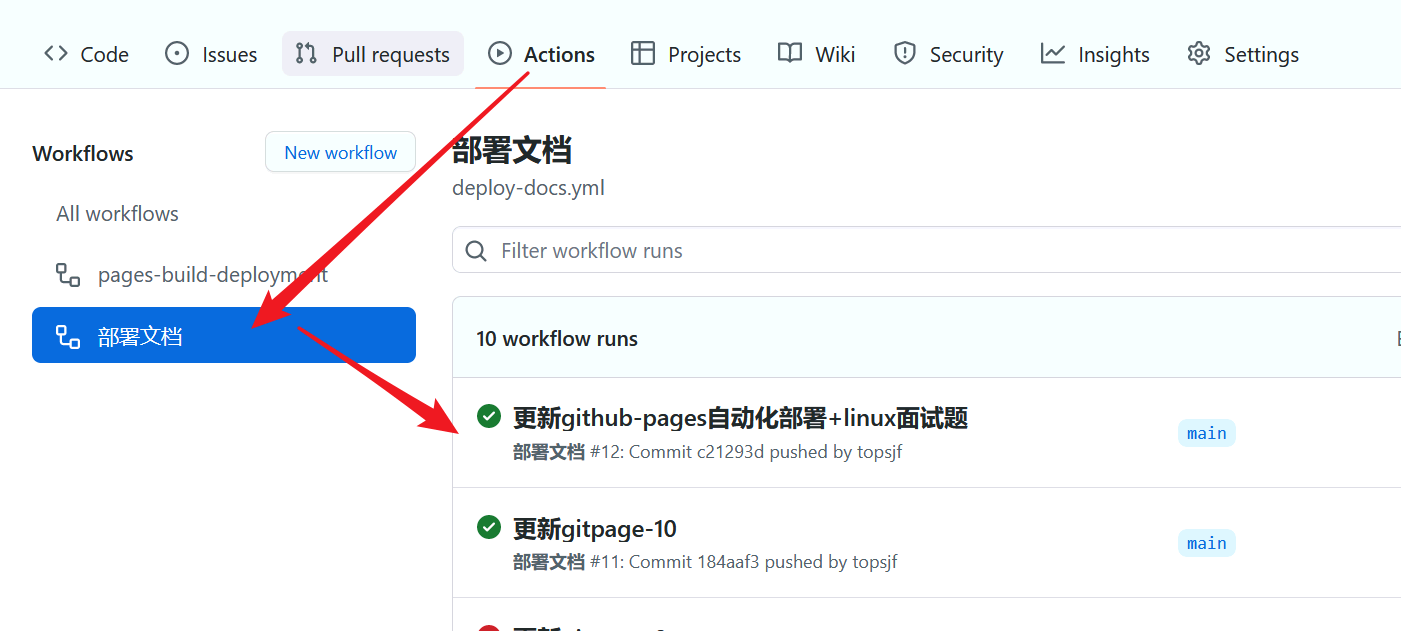 Code Issues Pull requests Actions Projects Wiki Security Insights Settings
Workflows
New workflow
All workflows
pages-build-deployment
部署文档
部署文档
deploy-docs.yml
Filter workflow runs
10 workflow runs
更新github-pages自动化部署+linux面试题
部署文档 #12: Commit c21293d pushed by topsjf
main
更新gitpage-10
部署文档 #11: Commit 184aaf3 pushed by topsjf
main